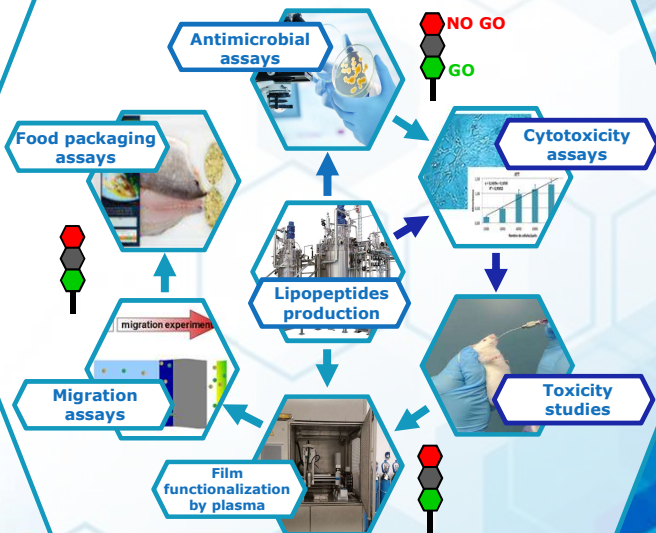 Antimicrobial
assays
NO GO
GO
Food packaging
assays
Cytotoxicity
assays
Lipopeptides
production
migration experimen
Migration
assays
Toxicity
studies
Film
functionalization
by plasma